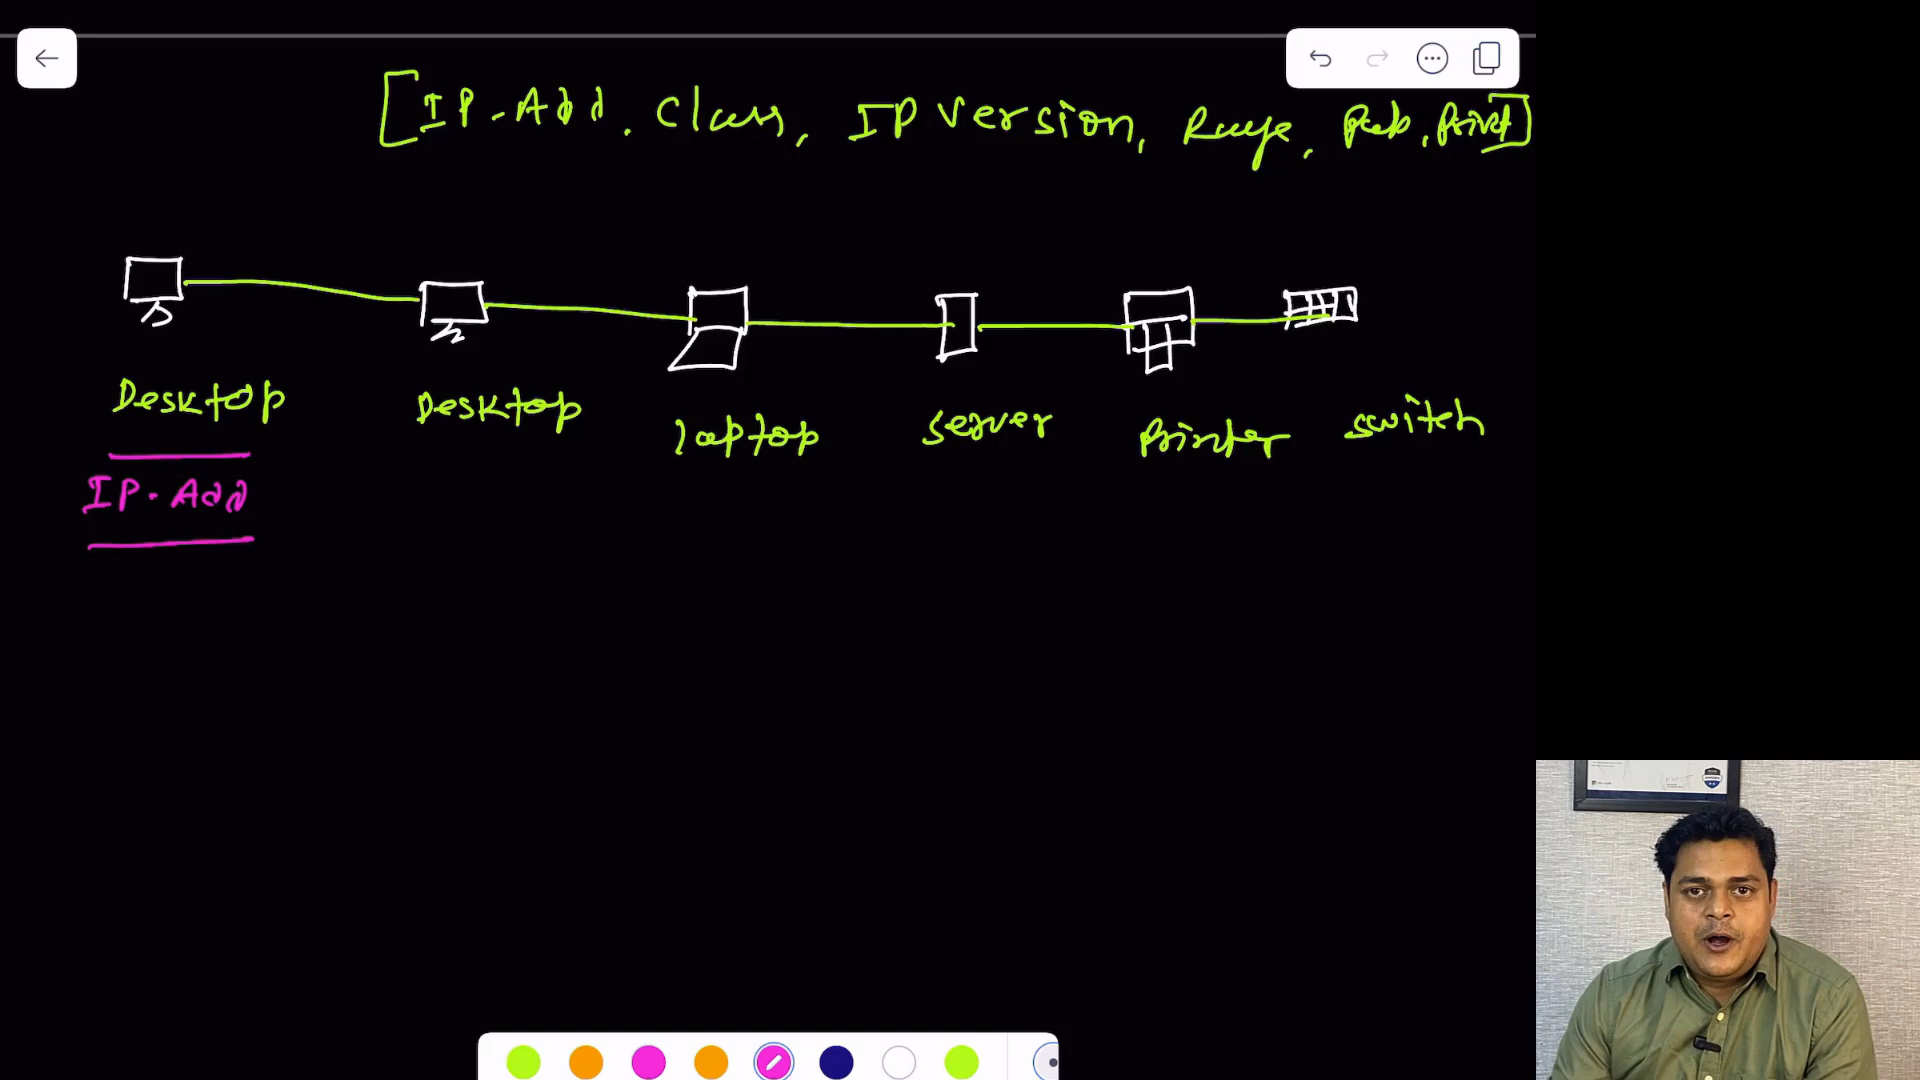 [IP-Add. Class, IP Version, Range, Pub, Privt]
Desktop Desktop laptop server Printer switch
IP. Add